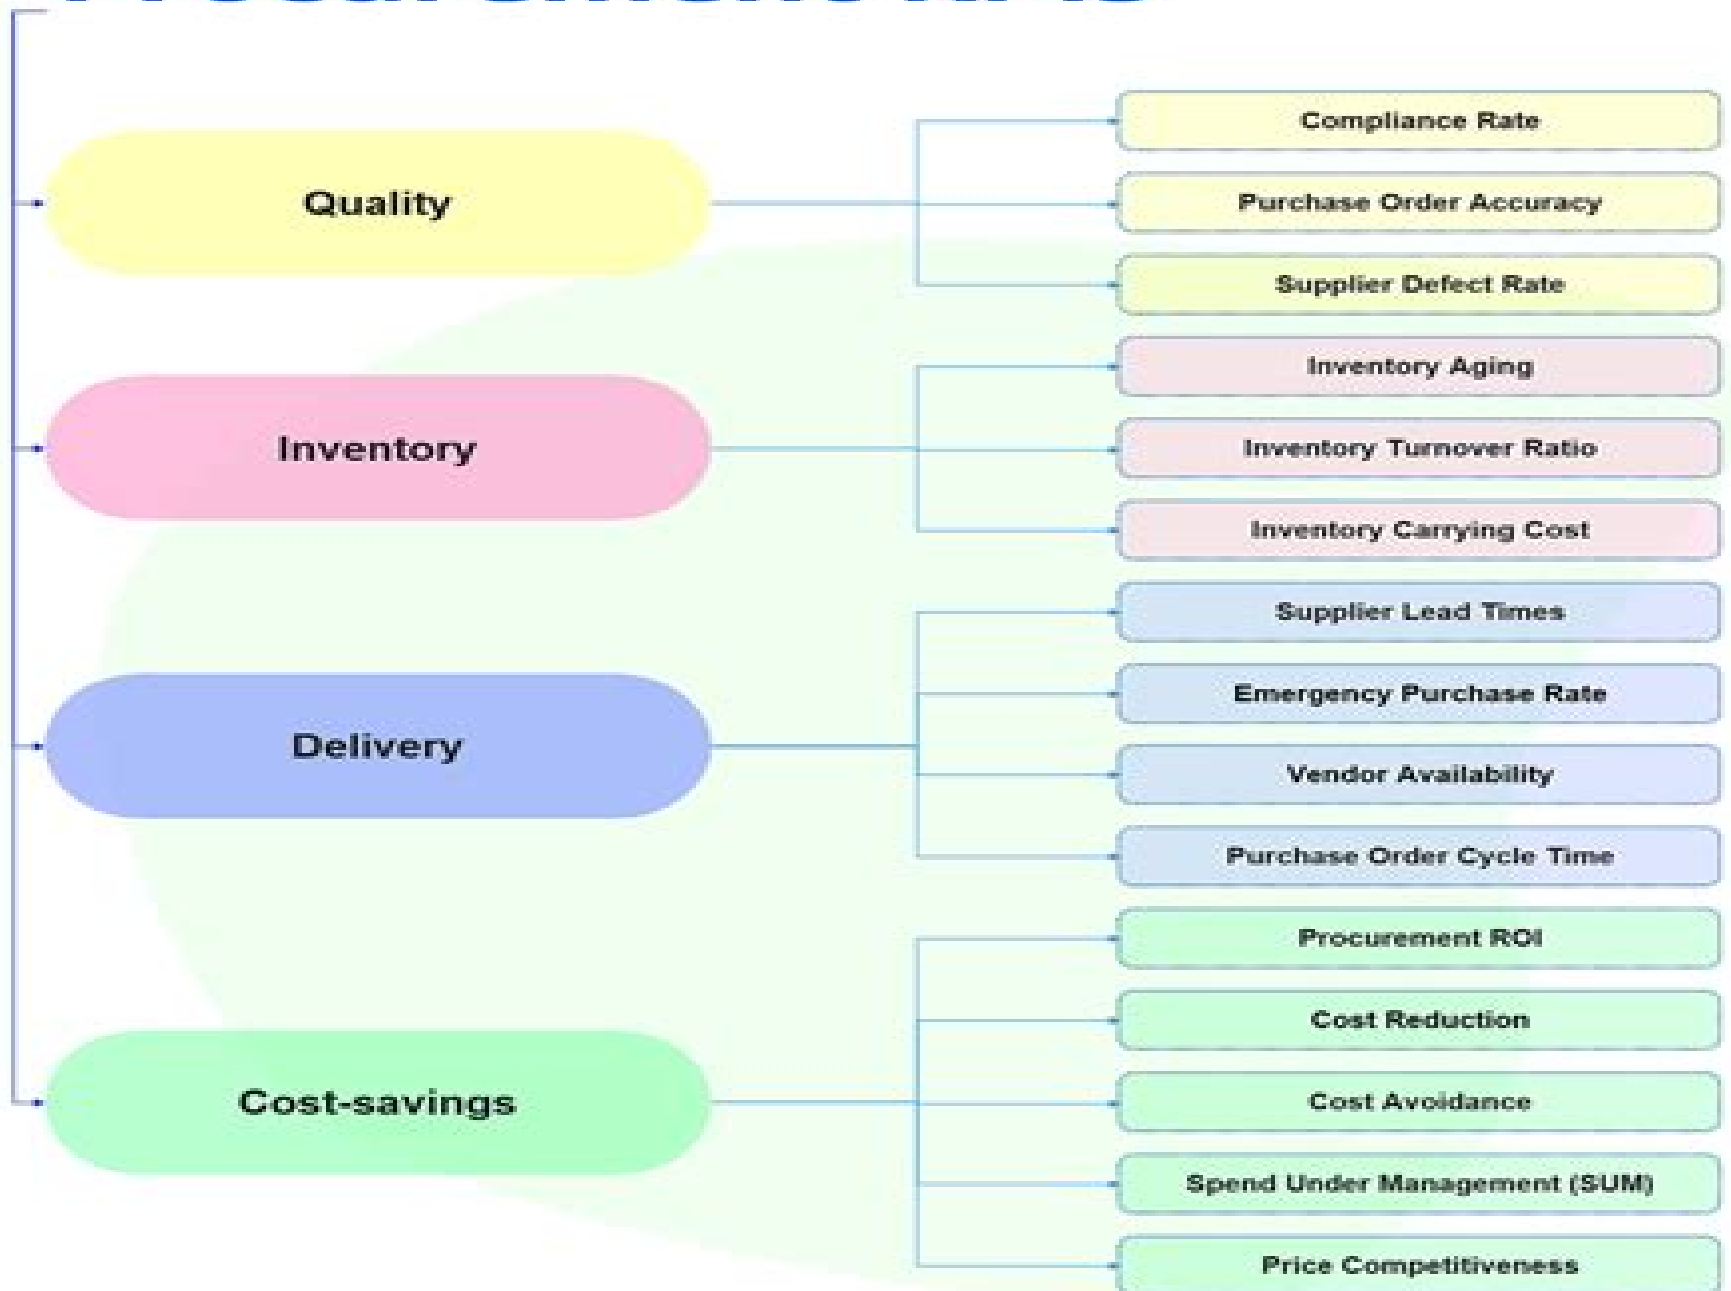 Quality
Compliance Rate
Purchase Order Accuracy
Supplier Defect Rate
Inventory
Inventory Aging
Inventory Turnover Ratio
Inventory Carrying Cost
Delivery
Supplier Lead Times
Emergency Purchase Rate
Vendor Availability
Purchase Order Cycle Time
Cost-savings
Procurement ROI
Cost Reduction
Cost Avoidance
Spend Under Management (SUM)
Price Competitiveness